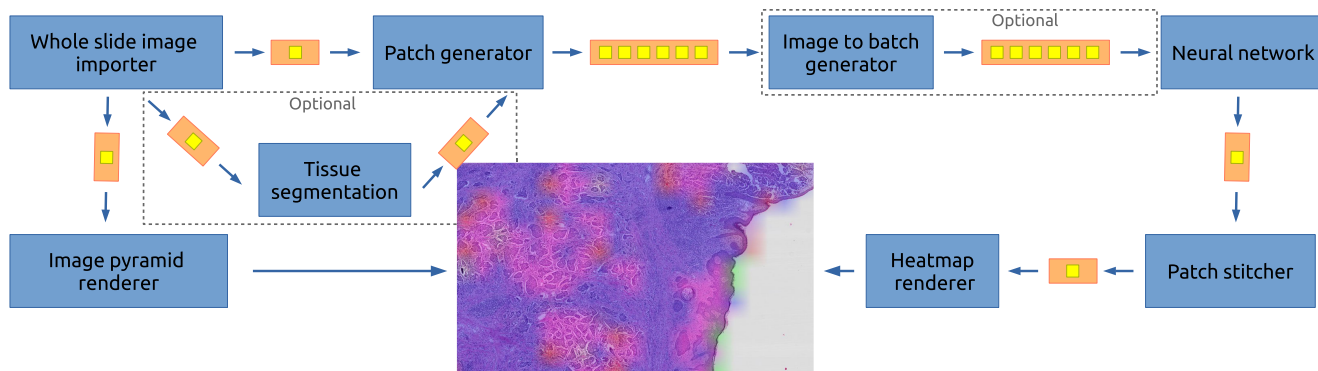 Whole slide image
importer
Patch generator
Optional
Image to batch
generator
Neural network
Optional
Tissue
segmentation
Image pyramid
renderer
Heatmap
renderer
Patch stitcher